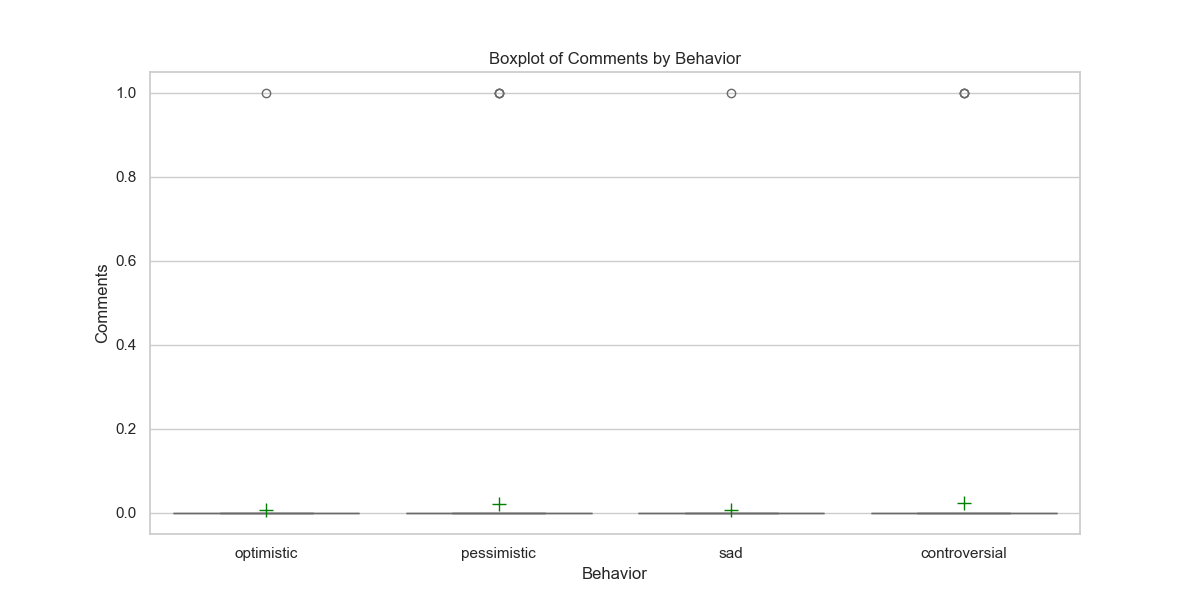 Boxplot of Comments by Behavior
1.0
0.8
0.6
0.4
0.2
0.0
Comments
optimistic pessimistic sad controversial
Behavior